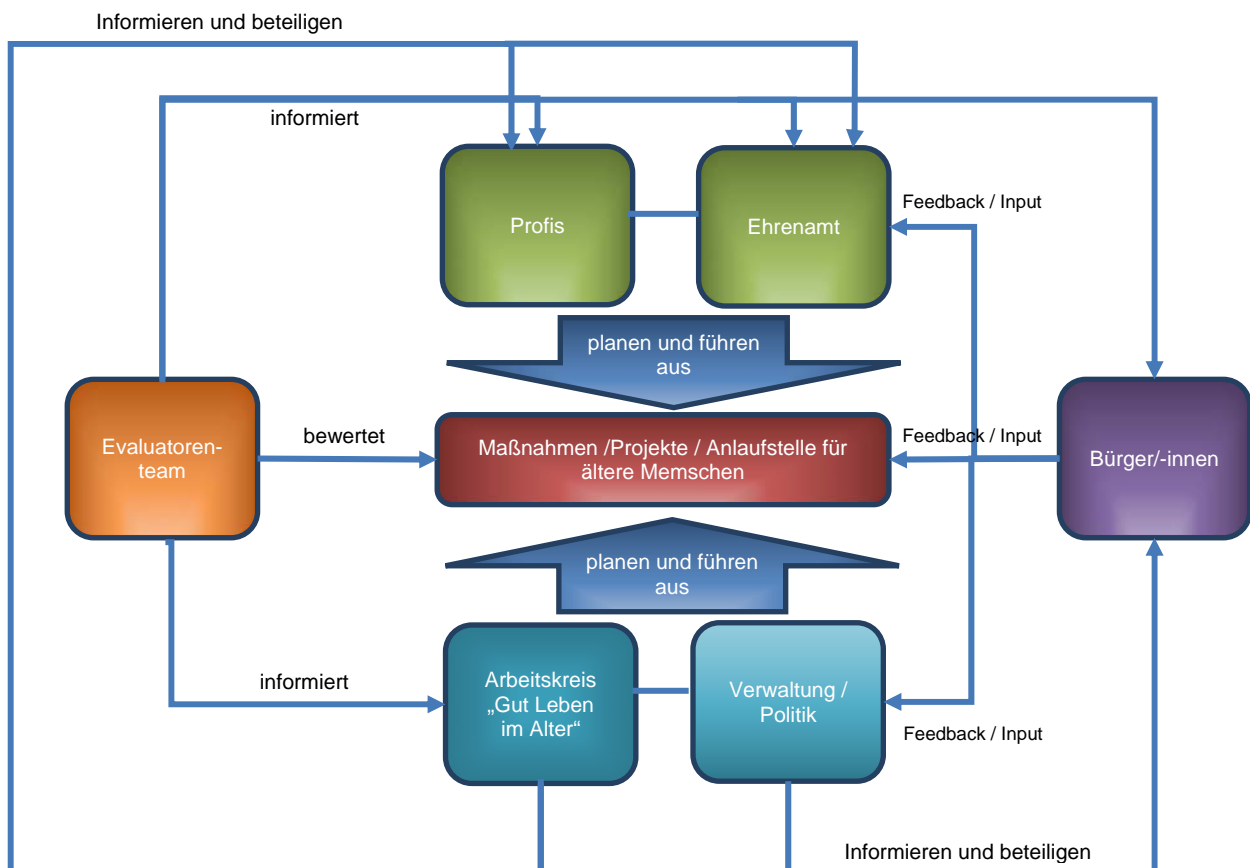 Informieren und beteiligen
informiert
Profis
Ehrenamt
Feedback / Input
planen und führen
aus
Evaluatoren-
team
bewertet
Maßnahmen /Projekte / Anlaufstelle für
ältere Memschen
Feedback / Input
Bürger/-innen
planen und führen
aus
informiert
Arbeitskreis
„Gut Leben
im Alter“
Verwaltung /
Politik
Feedback / Input
Informieren und beteiligen